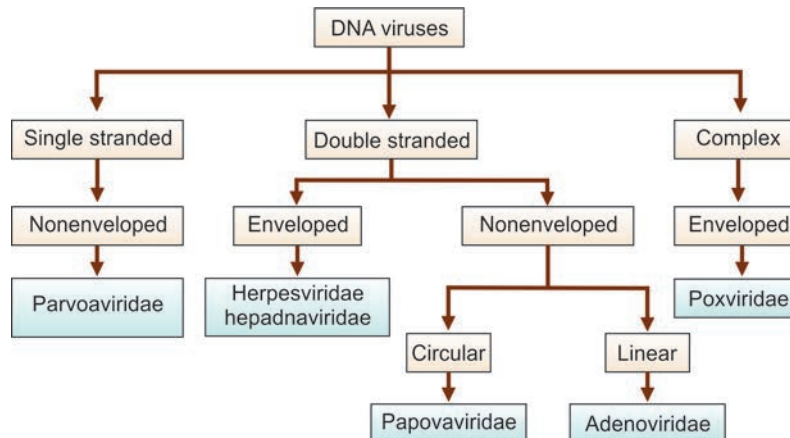 DNA viruses
Single stranded
Double stranded
Complex
Nonenveloped
Enveloped
Nonenveloped
Enveloped
Parvoaviridae
Herpesviridae
hepadnaviridae
Poxviridae
Circular
Linear
Papovaviridae
Adenoviridae